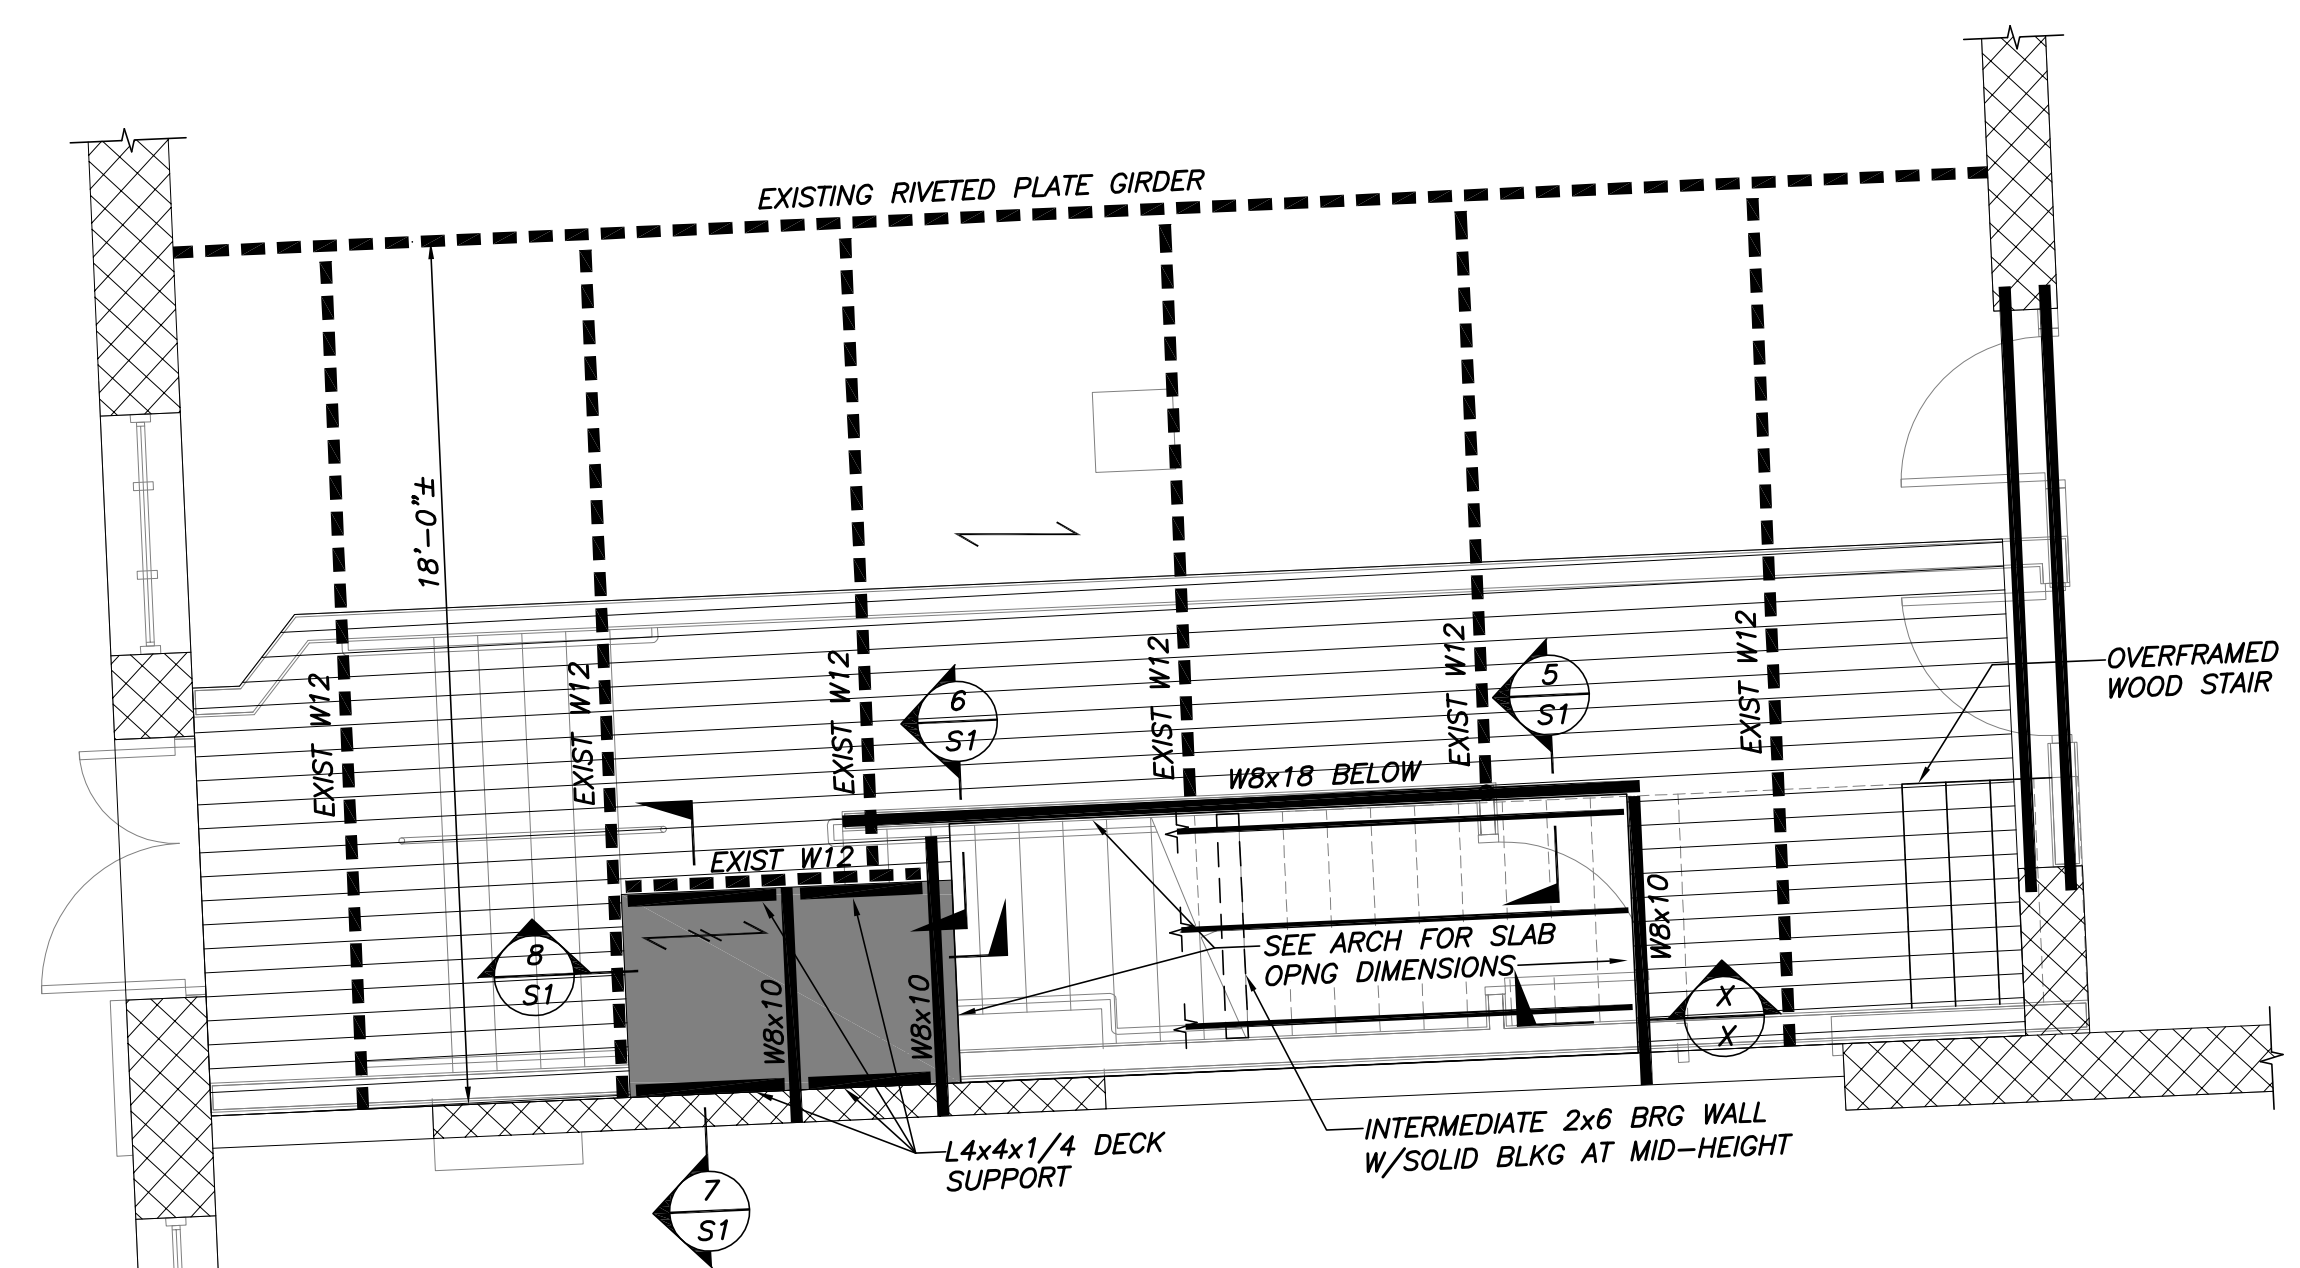 EXISTING RIVETED PLATE GIRDER
18'-0"±
EXIST W12
EXIST W12
EXIST W12
EXIST W12
EXIST W12
EXIST W12
OVERFRAMED
WOOD STAIR
6
S1
5
S1
W8x18 BELOW
EXIST W12
8
S1
W8x10
W8x10
W8x10
SEE ARCH FOR SLAB
OPNG DIMENSIONS
X
X
INTERMEDIATE 2x6 BRG WALL
W/SOLID BLKG AT MID-HEIGHT
L4x4x1/4 DECK
SUPPORT
7
S1